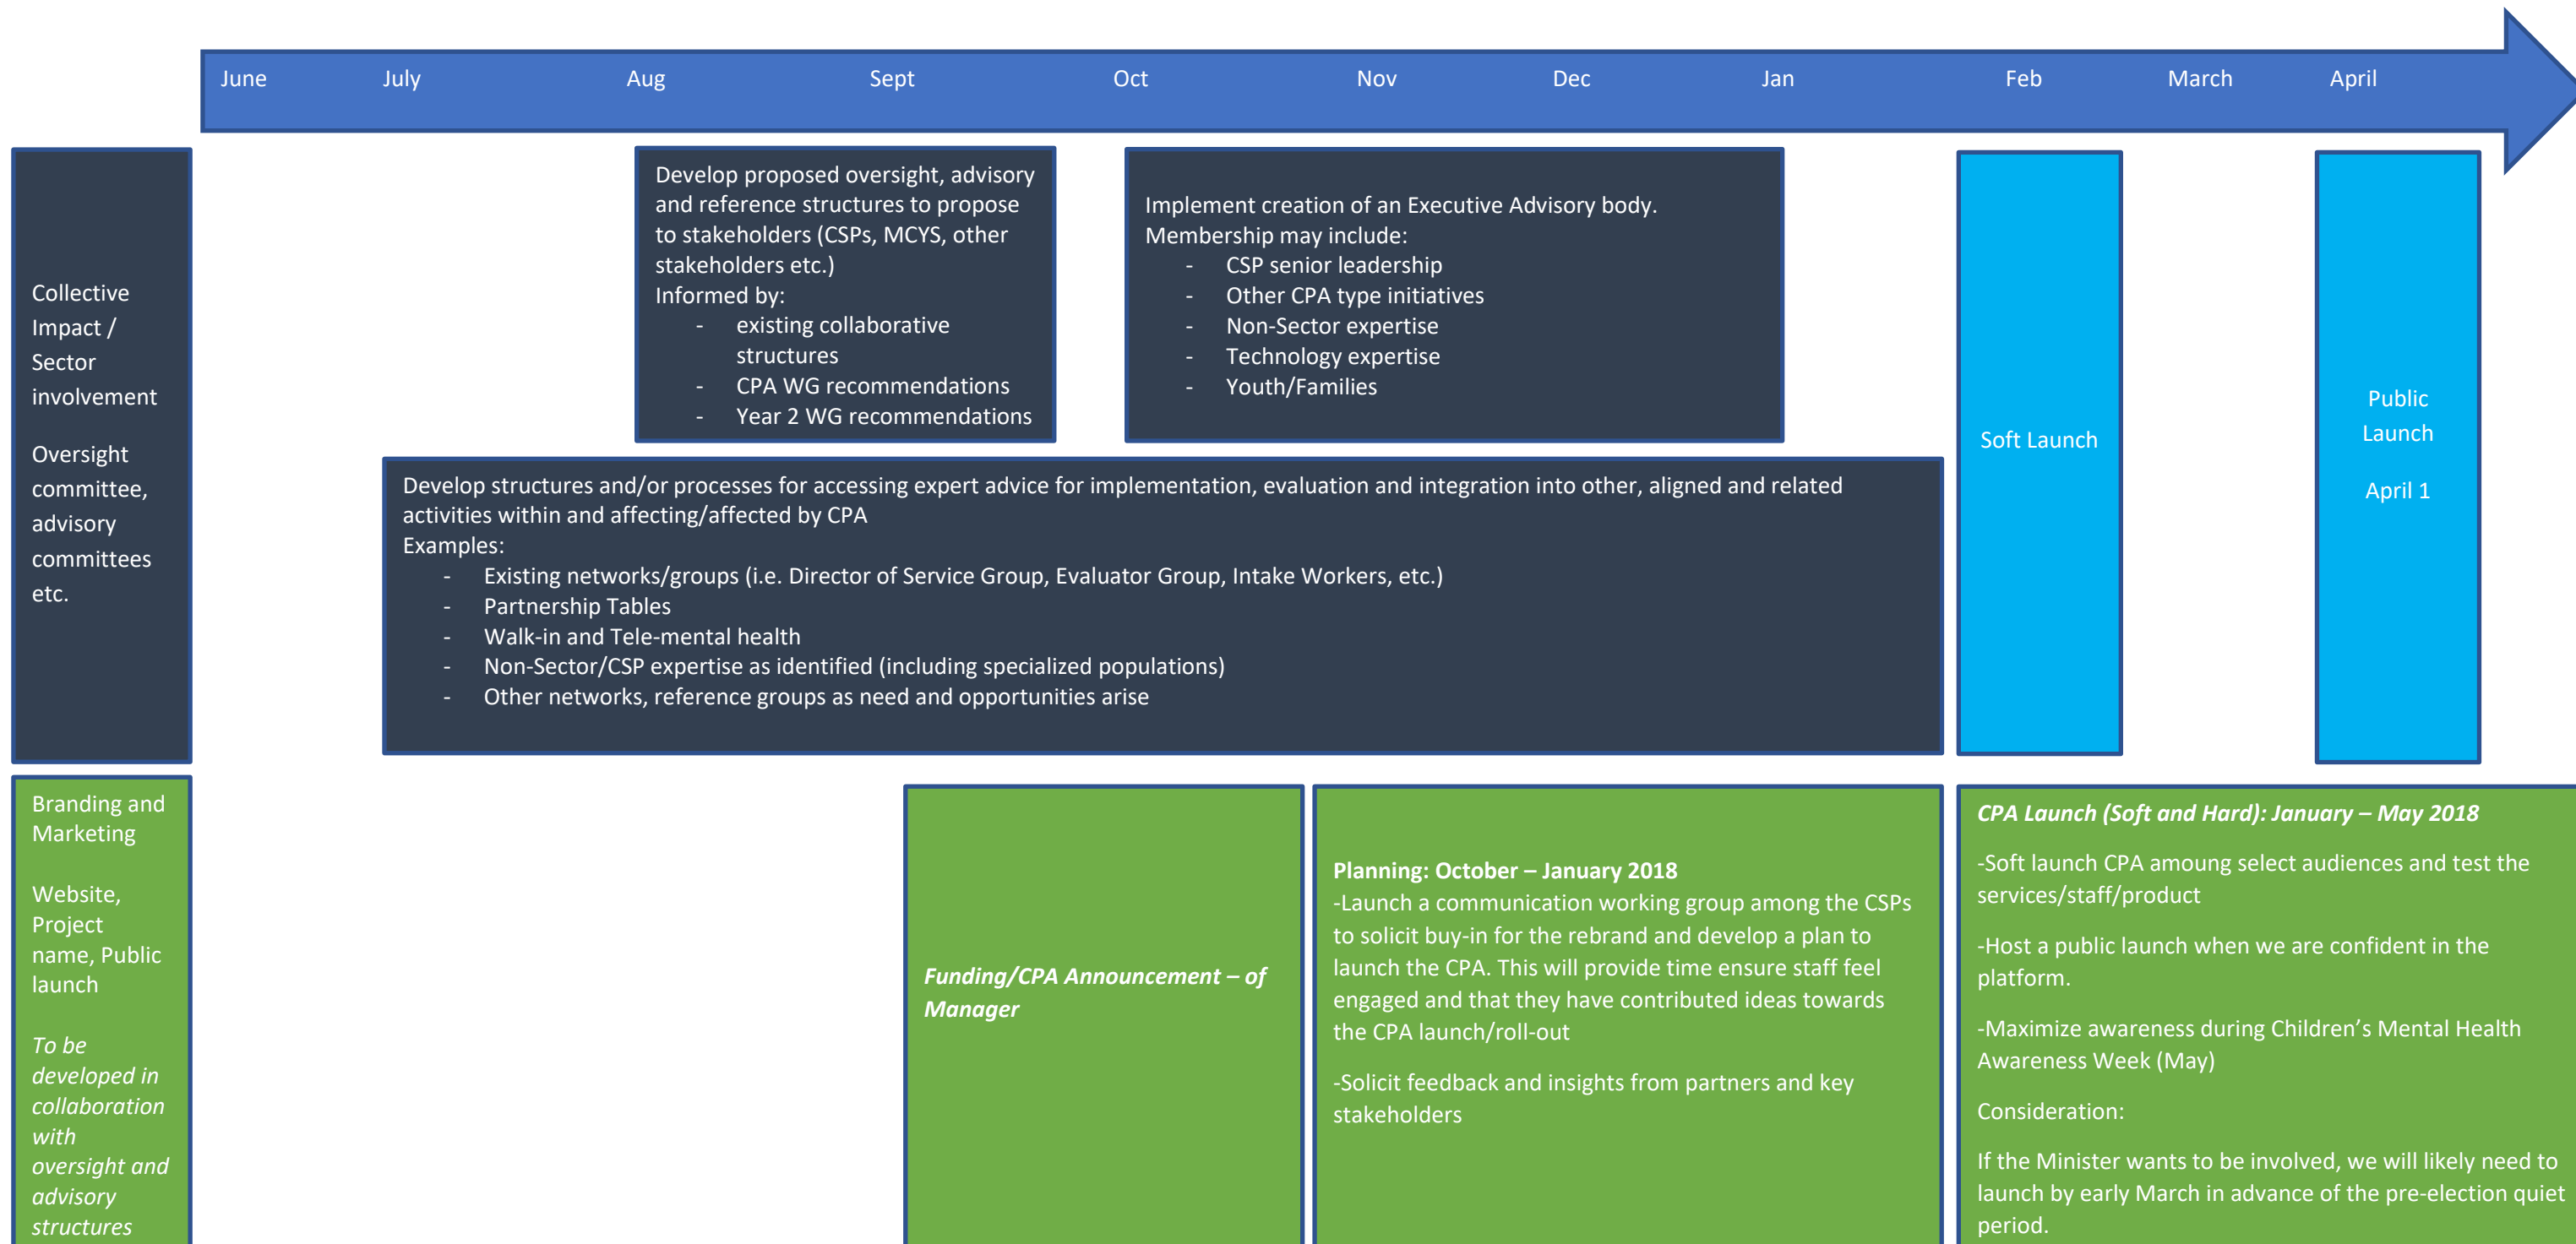 June July Aug Sept Oct Nov Dec Jan Feb March April
Collective
Impact /
Sector
involvement
Oversight
committee,
advisory
committees
etc.
Develop proposed oversight, advisory
and reference structures to propose
to stakeholders (CSPs, MCYS, other
stakeholders etc.)
Informed by:
- existing collaborative
structures
- CPA WG recommendations
- Year 2 WG recommendations
Implement creation of an Executive Advisory body.
Membership may include:
- CSP senior leadership
- Other CPA type initiatives
- Non-Sector expertise
- Technology expertise
- Youth/Families
Develop structures and/or processes for accessing expert advice for implementation, evaluation and integration into other, aligned and related
activities within and affecting/affected by CPA
Examples:
- Existing networks/groups (i.e. Director of Service Group, Evaluator Group, Intake Workers, etc.)
- Partnership Tables
- Walk-in and Tele-mental health
- Non-Sector/CSP expertise as identified (including specialized populations)
- Other networks, reference groups as need and opportunities arise
Soft Launch
Public
Launch
April 1
Branding and
Marketing
Website,
Project
name, Public
launch
To be
developed in
collaboration
with
oversight and
advisory
structures
Funding/CPA Announcement – of
Manager
Planning: October – January 2018
-Launch a communication working group among the CSPs
to solicit buy-in for the rebrand and develop a plan to
launch the CPA. This will provide time ensure staff feel
engaged and that they have contributed ideas towards
the CPA launch/roll-out
-Solicit feedback and insights from partners and key
stakeholders
CPA Launch (Soft and Hard): January – May 2018
-Soft launch CPA amoung select audiences and test the
services/staff/product
-Host a public launch when we are confident in the
platform.
-Maximize awareness during Children’s Mental Health
Awareness Week (May)
Consideration:
If the Minister wants to be involved, we will likely need to
launch by early March in advance of the pre-election quiet
period.